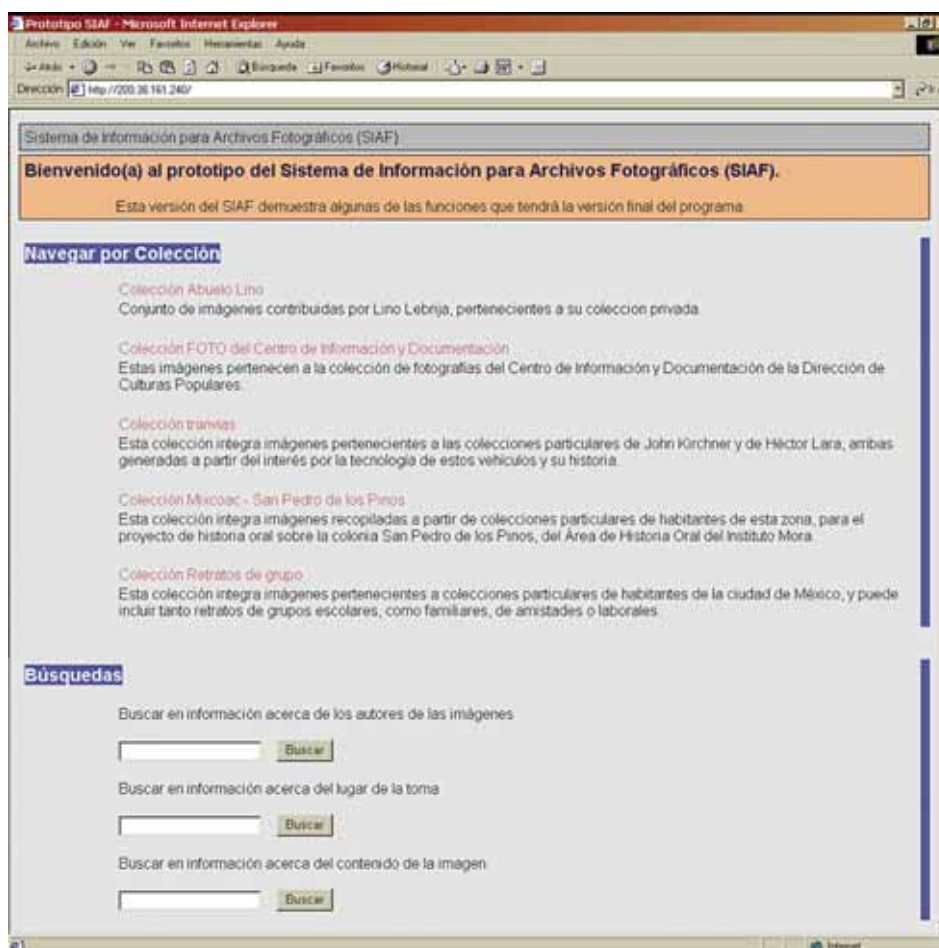 Prototipo SIAF - Microsoft Internet Explorer
Archivo Edición Ver Favoritos Herramientas Ayuda
Atrás Búsqueda Favoritos Historial
Dirección http://200.38.161.240/
Sistema de Información para Archivos Fotográficos (SIAF)
Bienvenido(a) al prototipo del Sistema de Información para Archivos Fotográficos (SIAF).
Esta versión del SIAF demuestra algunas de las funciones que tendrá la versión final del programa.
Navegar por Colección
Colección Abuelo Lino
Conjunto de imágenes contribuidas por Lino Lebrija, pertenecientes a su coleccion privada.
Colección FOTO del Centro de Información y Documentación
Estas imágenes pertenecen a la colección de fotografías del Centro de Información y Documentación de la Dirección de
Culturas Populares.
Colección tranvías
Esta colección integra imágenes pertenecientes a las colecciones particulares de John Kirchner y de Héctor Lara, ambas
generadas a partir del interés por la tecnología de estos vehículos y su historia.
Colección Mixcoac - San Pedro de los Pinos
Esta colección integra imágenes recopiladas a partir de colecciones particulares de habitantes de esta zona, para el
proyecto de historia oral sobre la colonia San Pedro de los Pinos, del Área de Historia Oral del Instituto Mora.
Colección Retratos de grupo
Esta colección integra imágenes pertenecientes a colecciones particulares de habitantes de la ciudad de México, y puede
incluir tanto retratos de grupos escolares, como familiares, de amistades o laborales.
Búsquedas
Buscar en información acerca de los autores de las imágenes
Buscar
Buscar en información acerca del lugar de la toma
Buscar
Buscar en información acerca del contenido de la imagen
Buscar
Internet